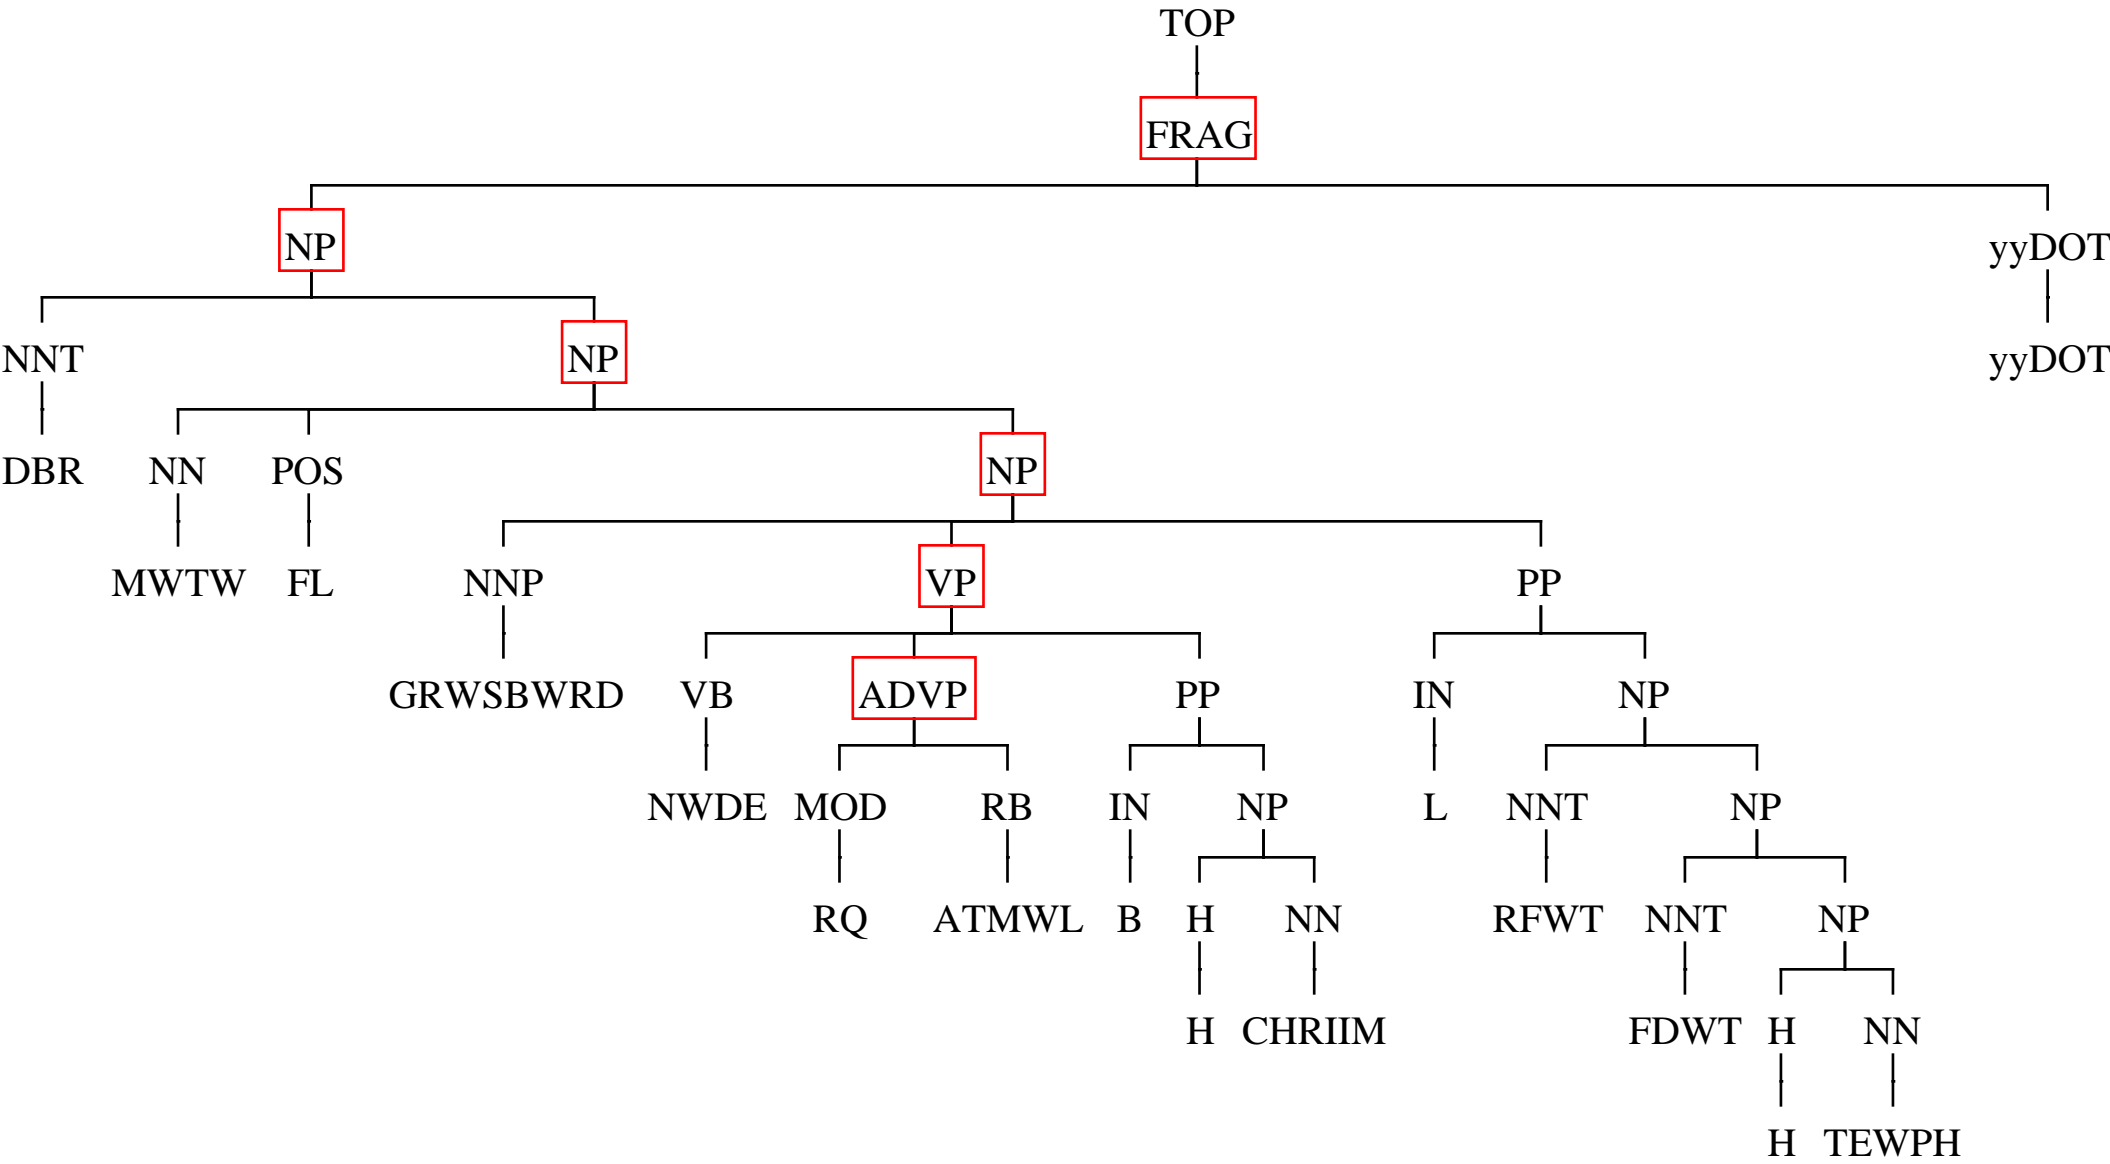 TOP
FRAG
NP yyDOT
NNT NP yyDOT
DBR NN POS NP
MWTW FL NNP VP PP
GRWSBWRD VB ADVP PP IN NP
NWDE MOD RB IN NP L NNT NP
RQ ATMWL B H NN RFWT NNT NP
H CHRIIM FDWT H NN
H TEWPH